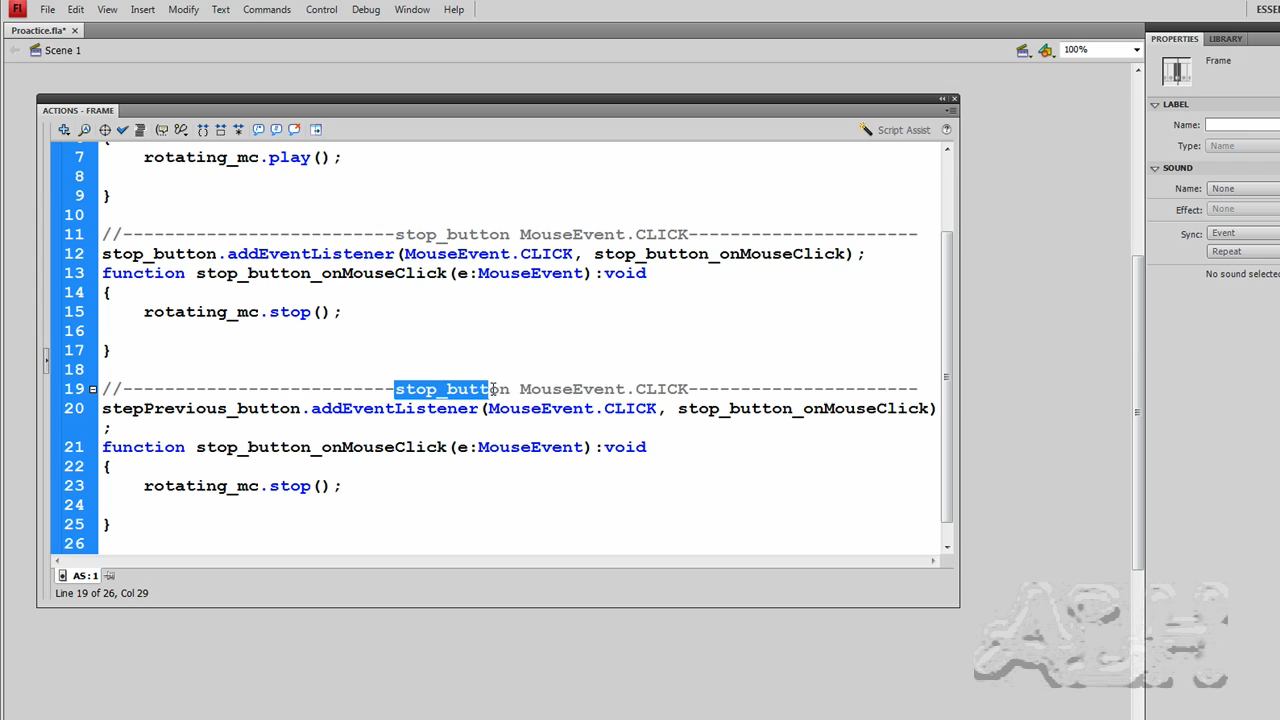 Fl File Edit View Insert Modify Text Commands Control Debug Window Help
Proactice.fla* ×
Scene 1
100%
PROPERTIES LIBRARY
Frame
LABEL
Name:
Type: Name
SOUND
Name: None
Effect: None
Sync: Event
Repeat
No sound selected
ACTIONS - FRAME
Script Assist
7 rotating_mc.play();
8
9 }
10
11 //--------------------------stop_button MouseEvent.CLICK----------------------
12 stop_button.addEventListener(MouseEvent.CLICK, stop_button_onMouseClick);
13 function stop_button_onMouseClick(e:MouseEvent):void
14 {
15 rotating_mc.stop();
16
17 }
18
19 //--------------------------stop_button MouseEvent.CLICK----------------------
20 stepPrevious_button.addEventListener(MouseEvent.CLICK, stop_button_onMouseClick)
;
21 function stop_button_onMouseClick(e:MouseEvent):void
22 {
23 rotating_mc.stop();
24
25 }
26
AS:1
Line 19 of 26, Col 29